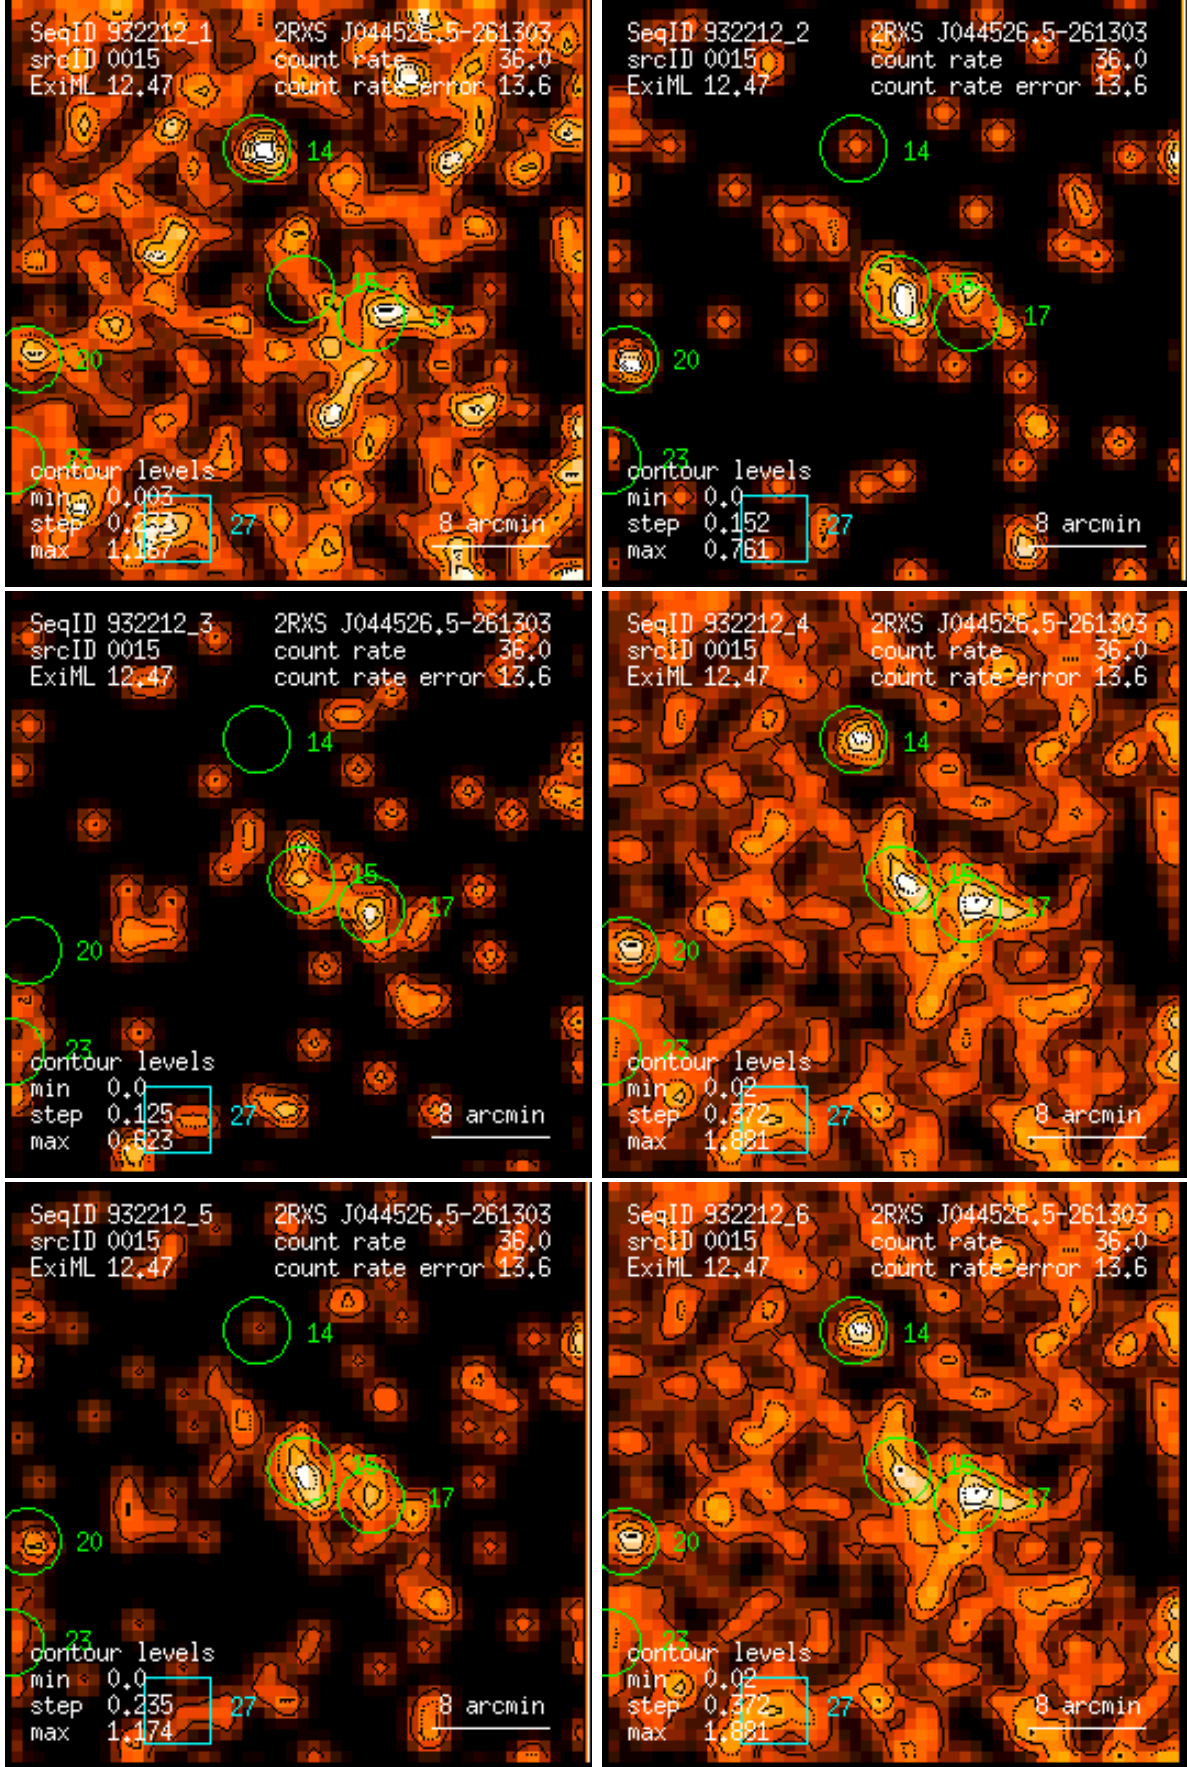 SeqID 932212_1 2RXS J044526.5-261303
srcID 0015 count rate 36.0
ExiML 12.47 count rate error 13.6
14
15
17
20
23
contour levels
min 0.003
step 0.233
max 1.167
27
8 arcmin
SeqID 932212_2 2RXS J044526.5-261303
srcID 0015 count rate 36.0
ExiML 12.47 count rate error 13.6
14
15
17
20
23
contour levels
min 0.0
step 0.152
max 0.761
27
8 arcmin
SeqID 932212_3 2RXS J044526.5-261303
srcID 0015 count rate 36.0
ExiML 12.47 count rate error 13.6
14
15
17
20
23
contour levels
min 0.0
step 0.125
max 0.623
27
8 arcmin
SeqID 932212_4 2RXS J044526.5-261303
srcID 0015 count rate 36.0
ExiML 12.47 count rate error 13.6
14
15
17
20
23
contour levels
min 0.02
step 0.372
max 1.881
27
8 arcmin
SeqID 932212_5 2RXS J044526.5-261303
srcID 0015 count rate 36.0
ExiML 12.47 count rate error 13.6
14
15
17
20
23
contour levels
min 0.0
step 0.235
max 1.174
27
8 arcmin
SeqID 932212_6 2RXS J044526.5-261303
srcID 0015 count rate 36.0
ExiML 12.47 count rate error 13.6
14
15
17
20
23
contour levels
min 0.02
step 0.372
max 1.881
27
8 arcmin